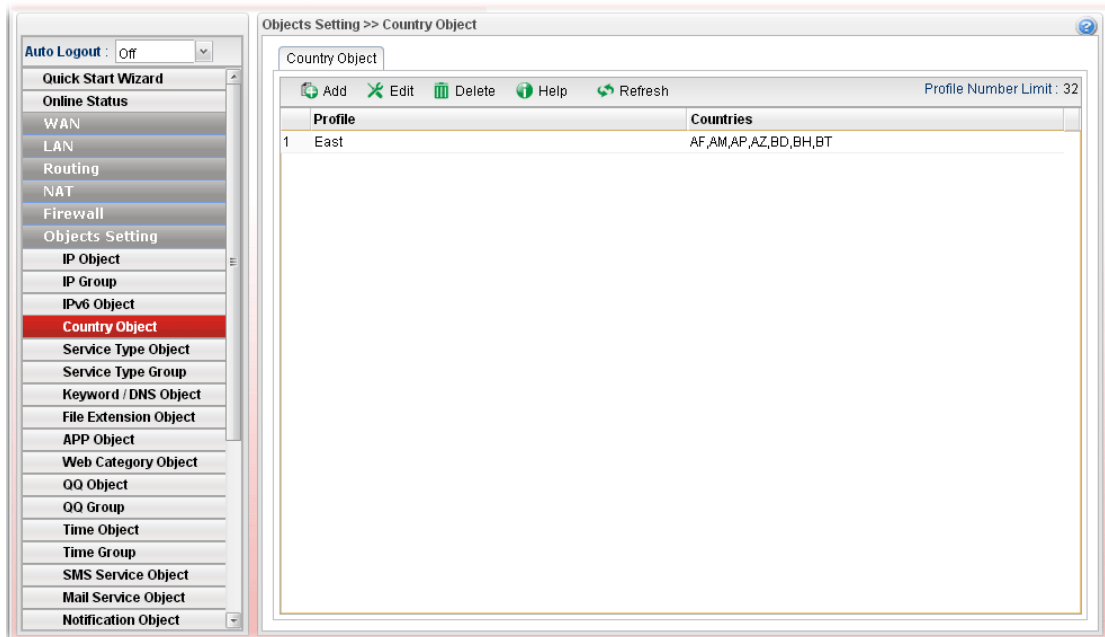 Objects Setting >> Country Object
Auto Logout : Off
Quick Start Wizard
Online Status
WAN
LAN
Routing
NAT
Firewall
Objects Setting
IP Object
IP Group
IPv6 Object
Country Object
Service Type Object
Service Type Group
Keyword / DNS Object
File Extension Object
APP Object
Web Category Object
QQ Object
QQ Group
Time Object
Time Group
SMS Service Object
Mail Service Object
Notification Object
Country Object
Add Edit Delete Help Refresh Profile Number Limit : 32
Profile Countries
1 East AF,AM,AP,AZ,BD,BH,BT